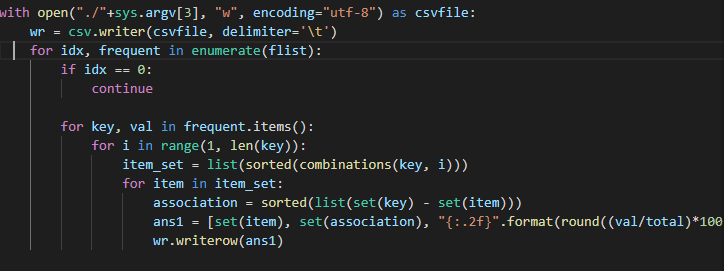 with open("./"+sys.argv[3], "w", encoding="utf-8") as csvfile:
    wr = csv.writer(csvfile, delimiter='\t')
    for idx, frequent in enumerate(flist):
        if idx == 0:
            continue

        for key, val in frequent.items():
            for i in range(1, len(key)):
                item_set = list(sorted(combinations(key, i)))
                for item in item_set:
                    association = sorted(list(set(key) - set(item)))
                    ans1 = [set(item), set(association), "{:.2f}".format(round((val/total)*100
                    wr.writerow(ans1)